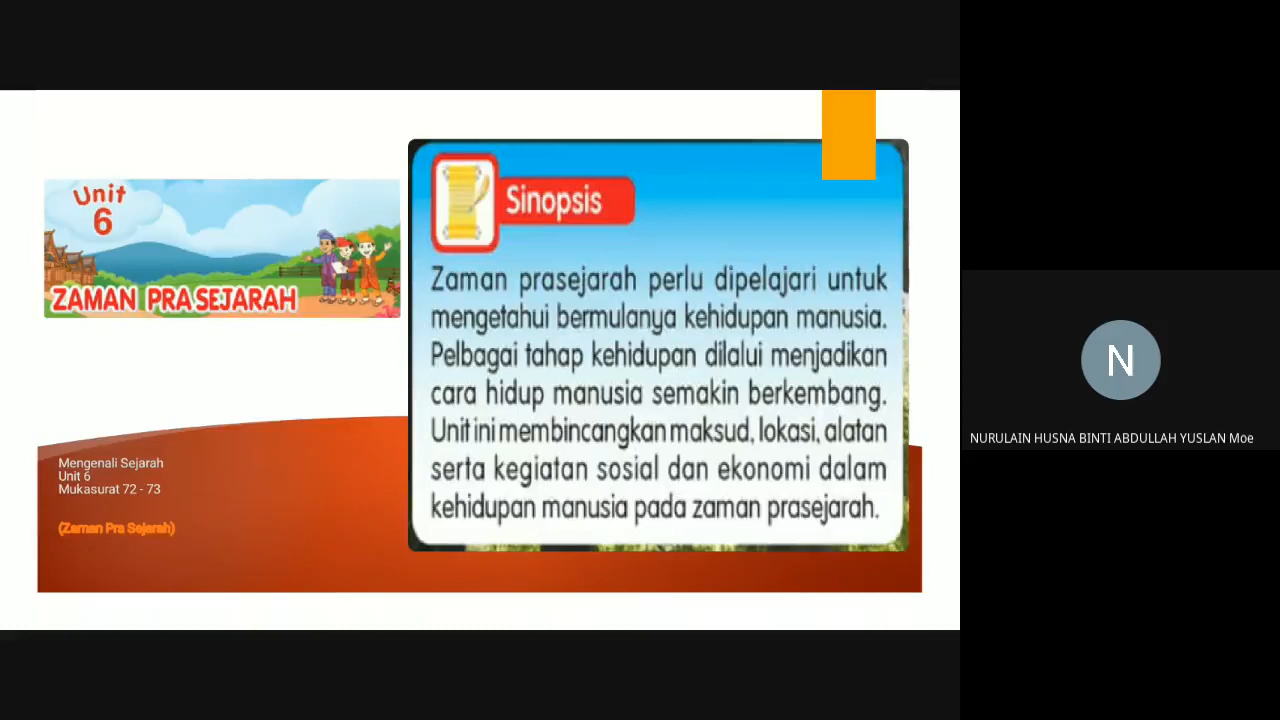 Unit
6
ZAMAN PRA SEJARAH
Sinopsis
Zaman prasejarah perlu dipelajari untuk
mengetahui bermulanya kehidupan manusia.
Pelbagai tahap kehidupan dilalui menjadikan
cara hidup manusia semakin berkembang.
Unit ini membincangkan maksud, lokasi, alatan
serta kegiatan sosial dan ekonomi dalam
kehidupan manusia pada zaman prasejarah.
Mengenali Sejarah
Unit 6
Mukasurat 72 - 73
(Zaman Pra Sejarah)
N
NURULAIN HUSNA BINTI ABDULLAH YUSLAN Moe